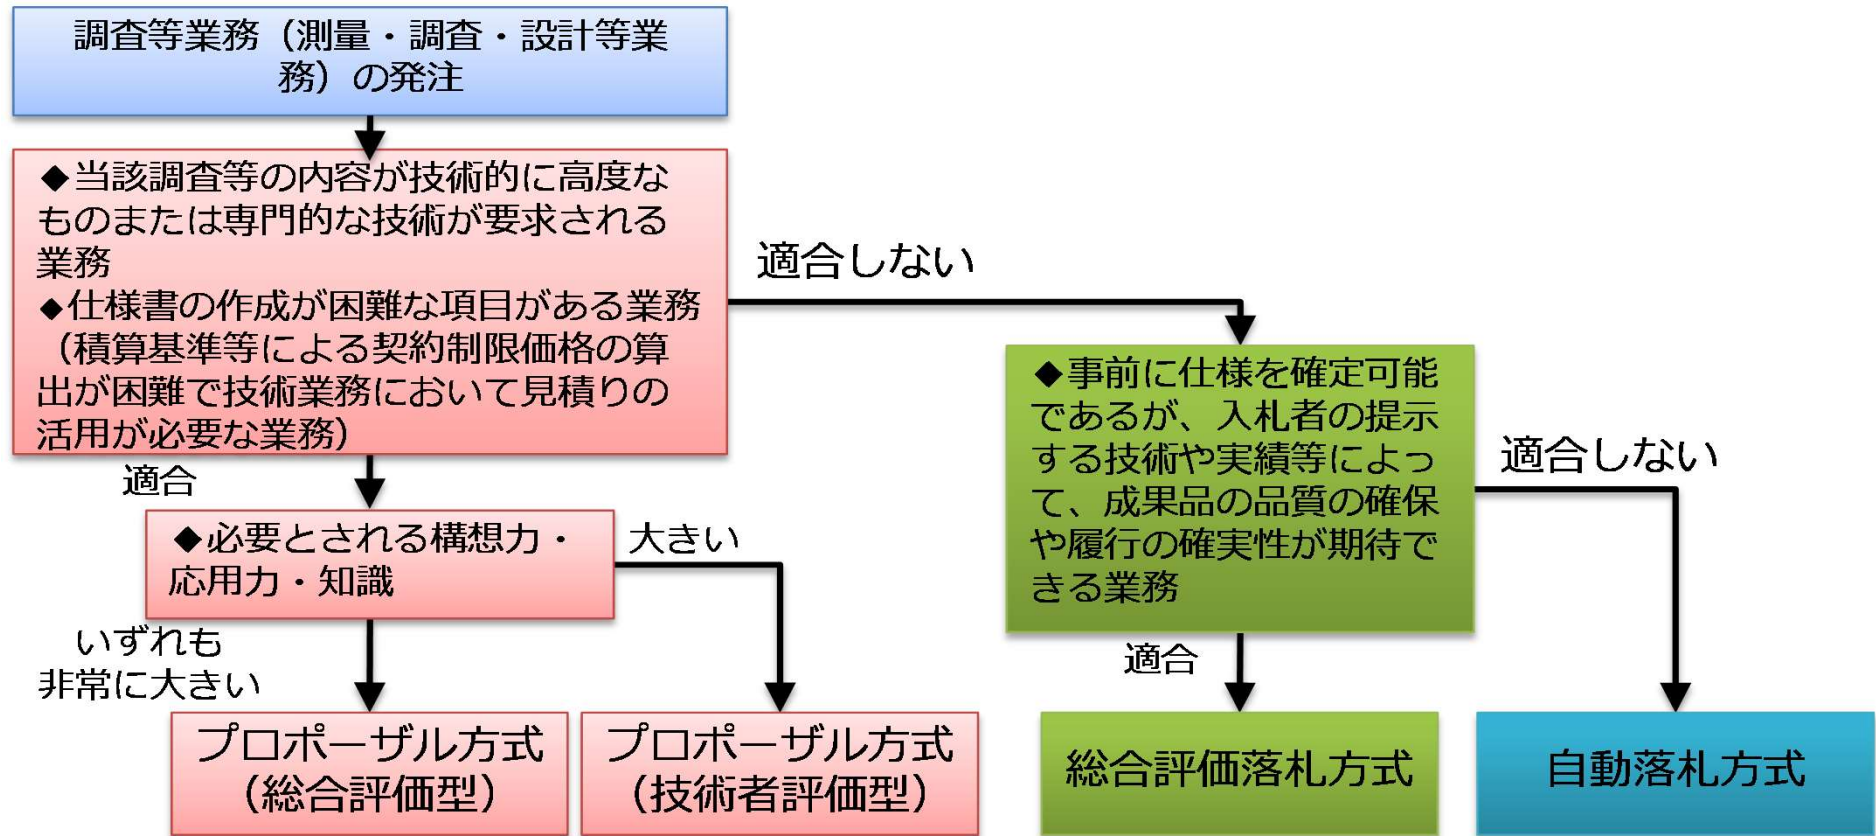 調査等業務（測量・調査・設計等業
務）の発注
◆当該調査等の内容が技術的に高度な
ものまたは専門的な技術が要求される
業務
◆仕様書の作成が困難な項目がある業務
（積算基準等による契約制限価格の算
出が困難で技術業務において見積りの
活用が必要な業務）
適合しない
適合
◆必要とされる構想力・
応用力・知識
大きい
いずれも
非常に大きい
プロポーザル方式
（総合評価型）
プロポーザル方式
（技術者評価型）
◆事前に仕様を確定可能
であるが、入札者の提示
する技術や実績等によっ
て、成果品の品質の確保
や履行の確実性が期待で
きる業務
適合しない
適合
総合評価落札方式
自動落札方式